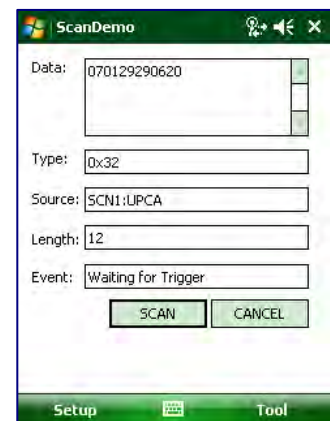 ScanDemo
Data: 070129290620
Type: 0x32
Source: SCN1:UPCA
Length: 12
Event: Waiting for Trigger
SCAN CANCEL
Setup Tool